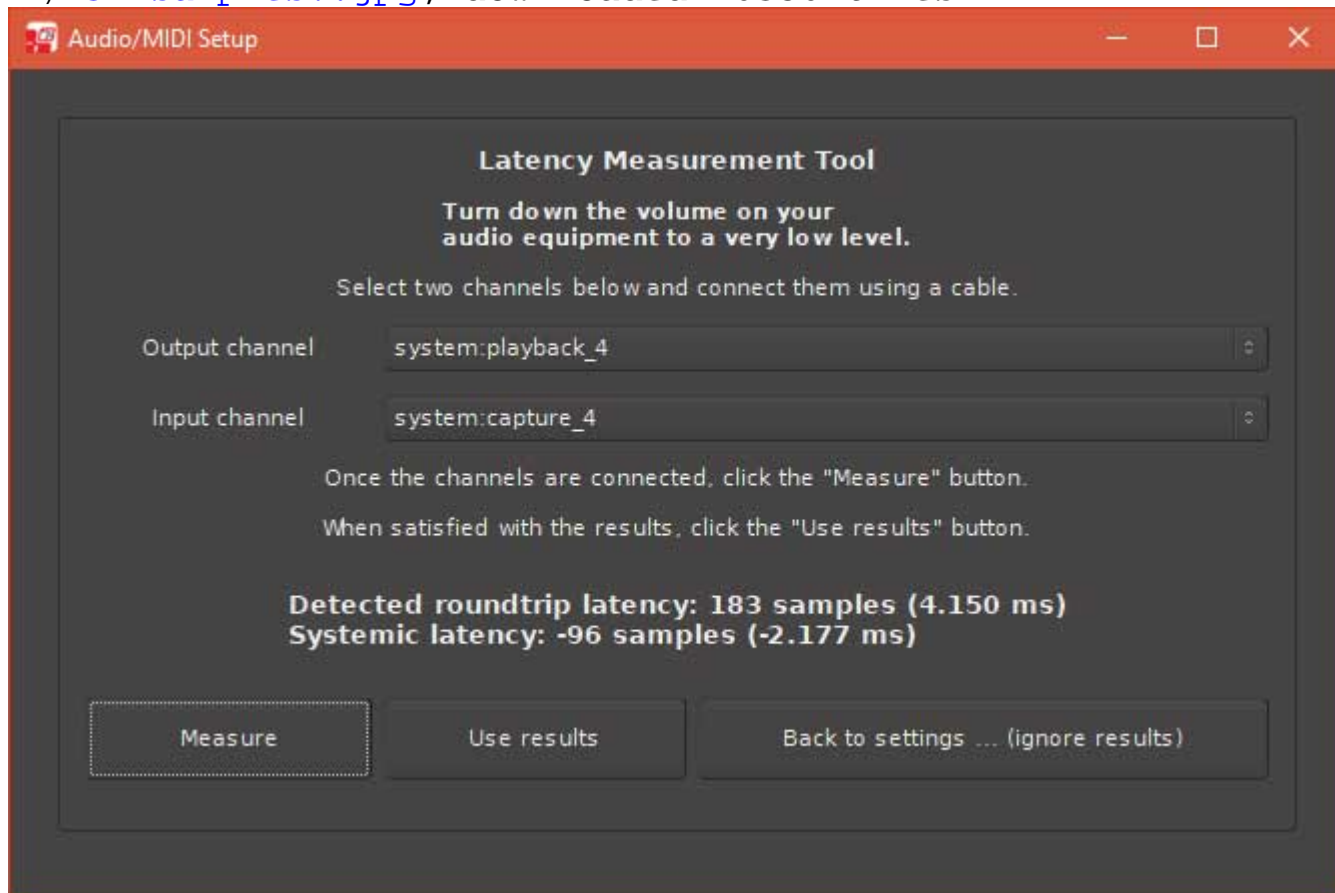 Audio/MIDI Setup
Latency Measurement Tool
Turn down the volume on your
audio equipment to a very low level.
Select two channels below and connect them using a cable.
Output channel system:playback_4
Input channel system:capture_4
Once the channels are connected, click the "Measure" button.
When satisfied with the results, click the "Use results" button.
Detected roundtrip latency: 183 samples (4.150 ms)
Systemic latency: -96 samples (-2.177 ms)
Measure Use results Back to settings ... (ignore results)